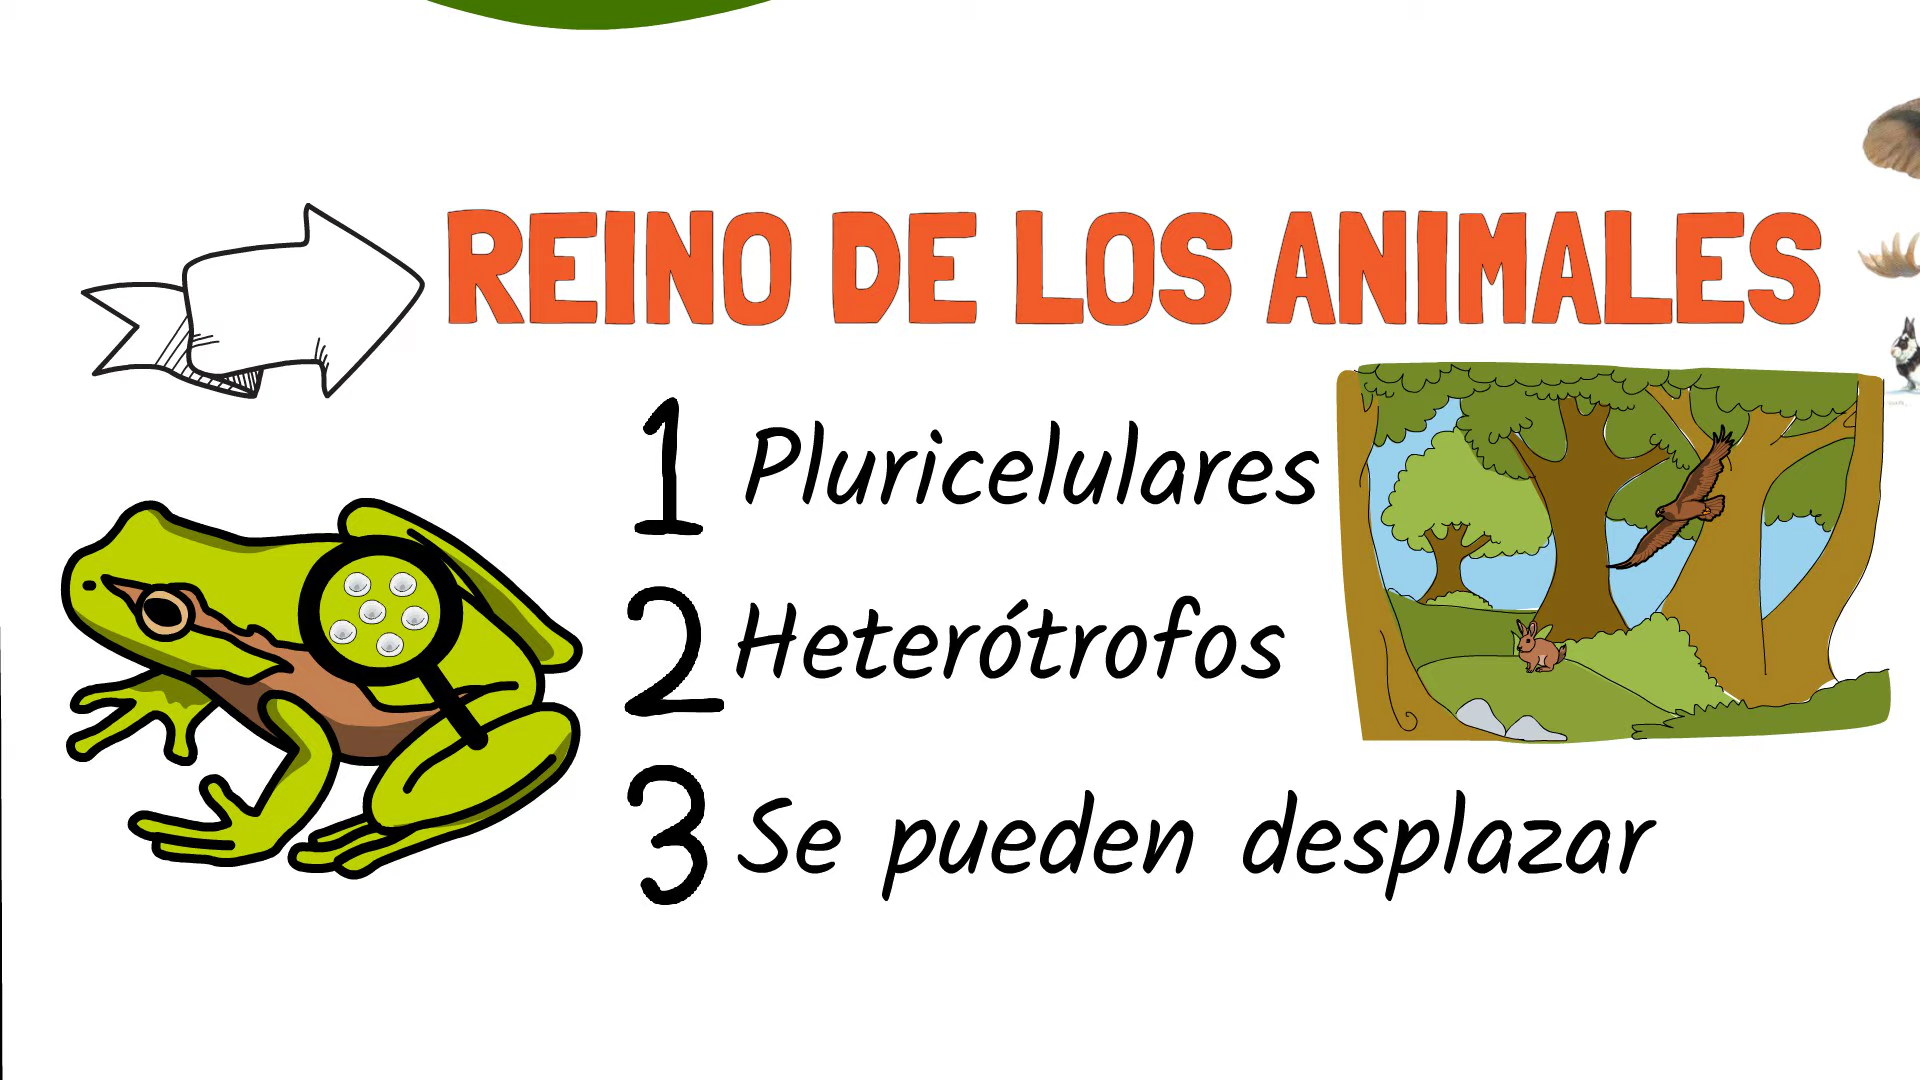 REINO DE LOS ANIMALES
1 Pluricelulares
2 Heterótrofos
3 Se pueden desplazar